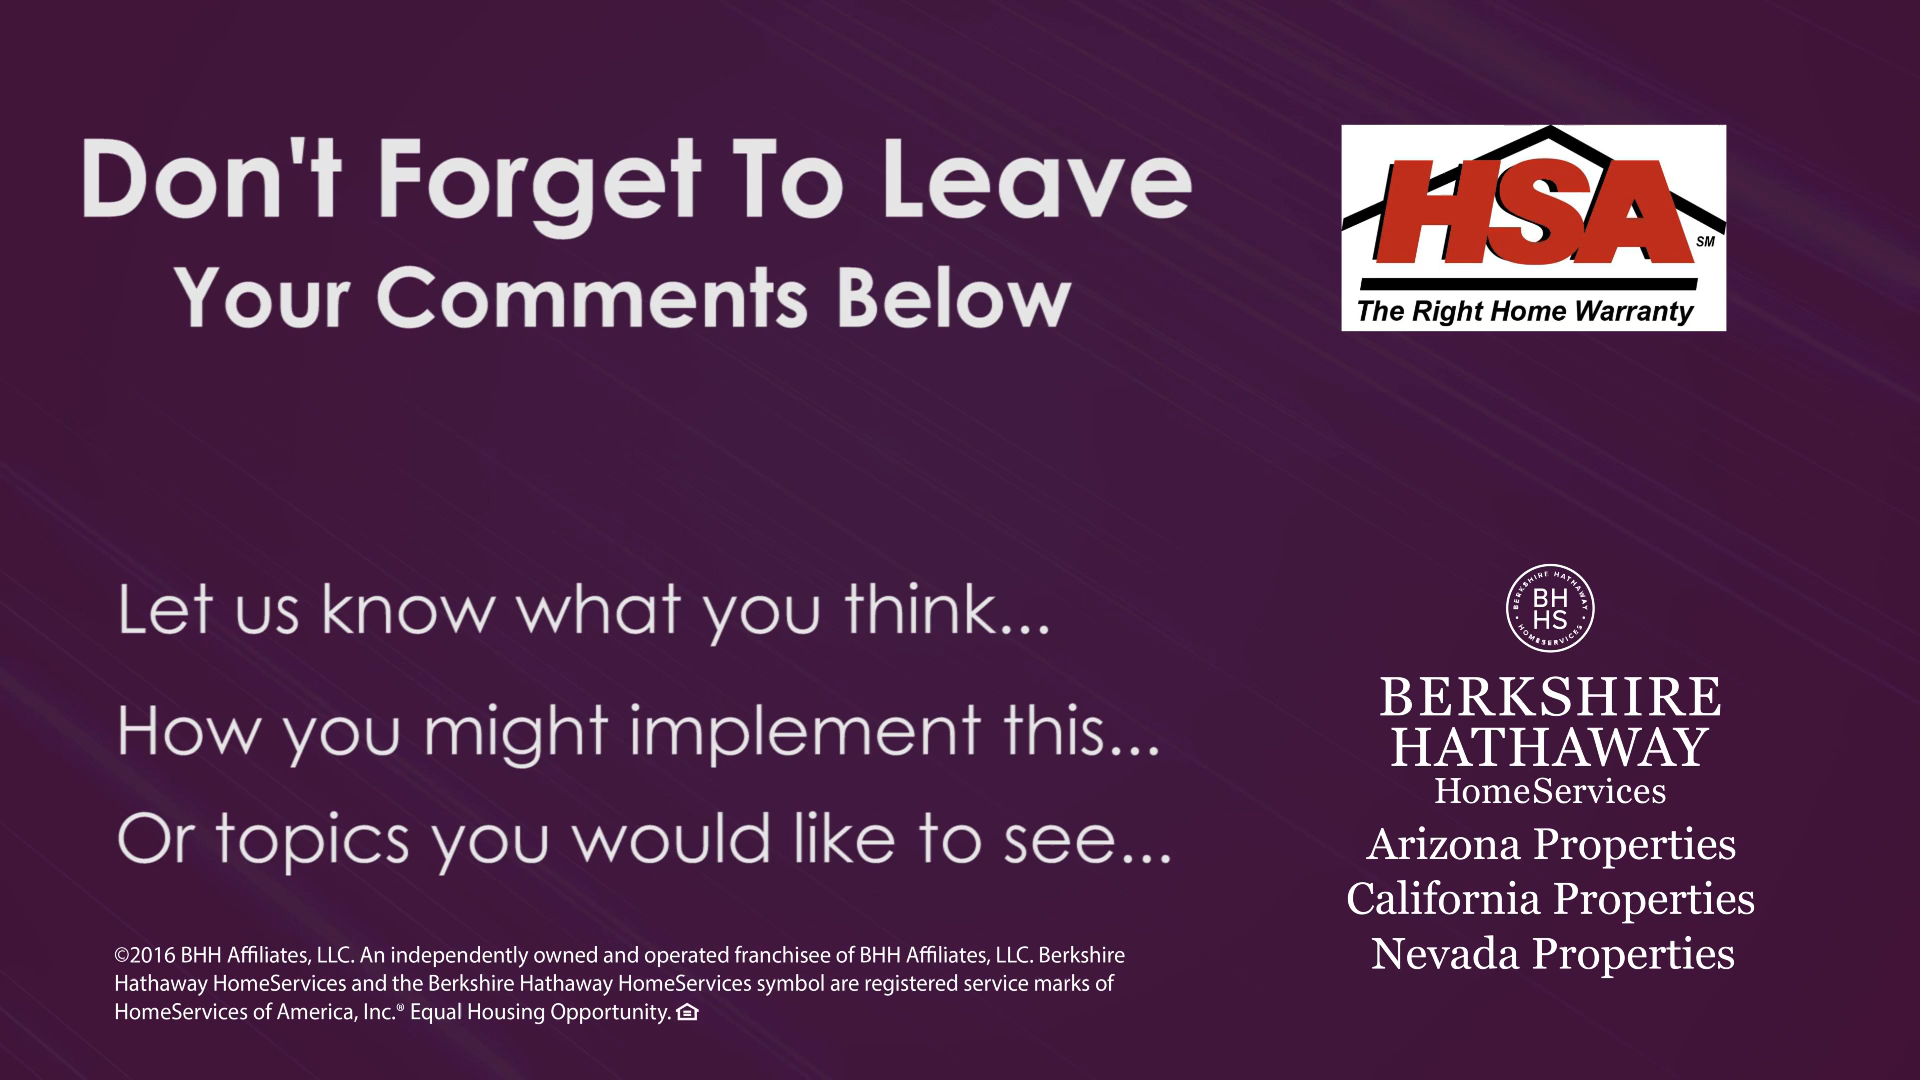 Don't Forget To Leave
Your Comments Below
HSA SM
The Right Home Warranty
Let us know what you think...
How you might implement this...
Or topics you would like to see...
BERKSHIRE HATHAWAY
BH
HS
HOMESERVICES
BERKSHIRE
HATHAWAY
HomeServices
Arizona Properties
California Properties
Nevada Properties
©2016 BHH Affiliates, LLC. An independently owned and operated franchisee of BHH Affiliates, LLC. Berkshire
Hathaway HomeServices and the Berkshire Hathaway HomeServices symbol are registered service marks of
HomeServices of America, Inc.® Equal Housing Opportunity.